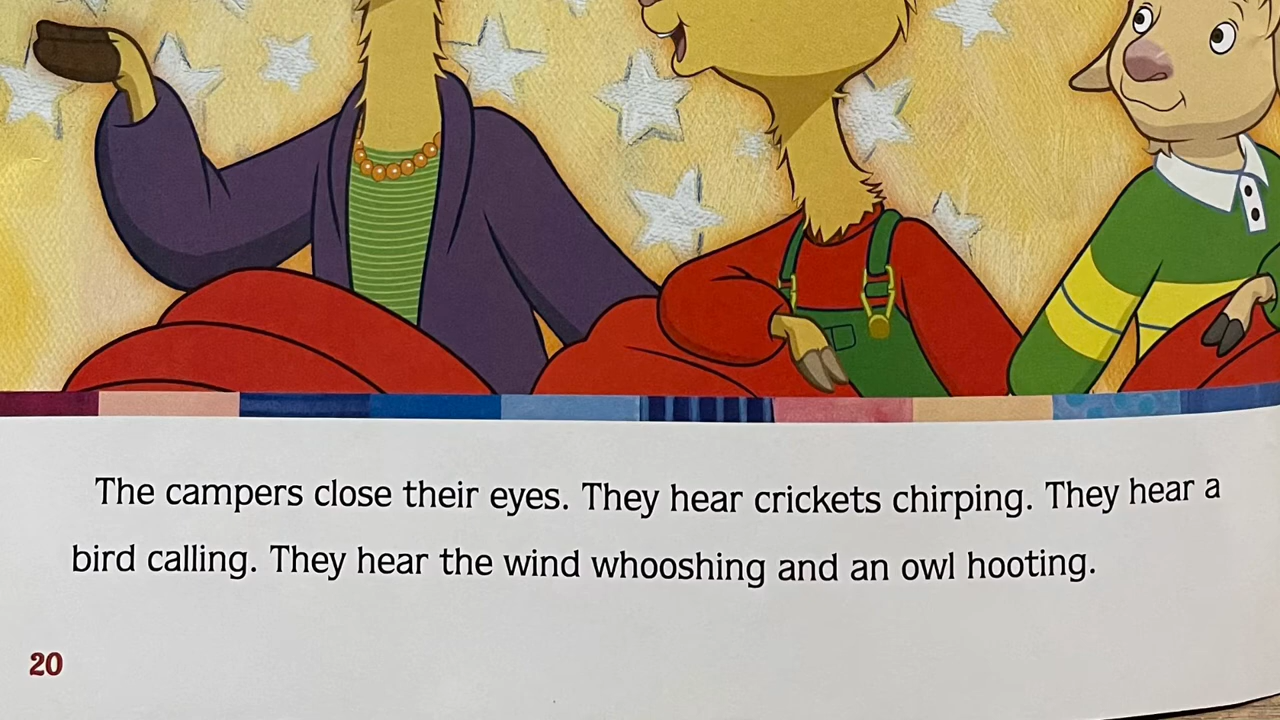 The campers close their eyes. They hear crickets chirping. They hear a
bird calling. They hear the wind whooshing and an owl hooting.
20